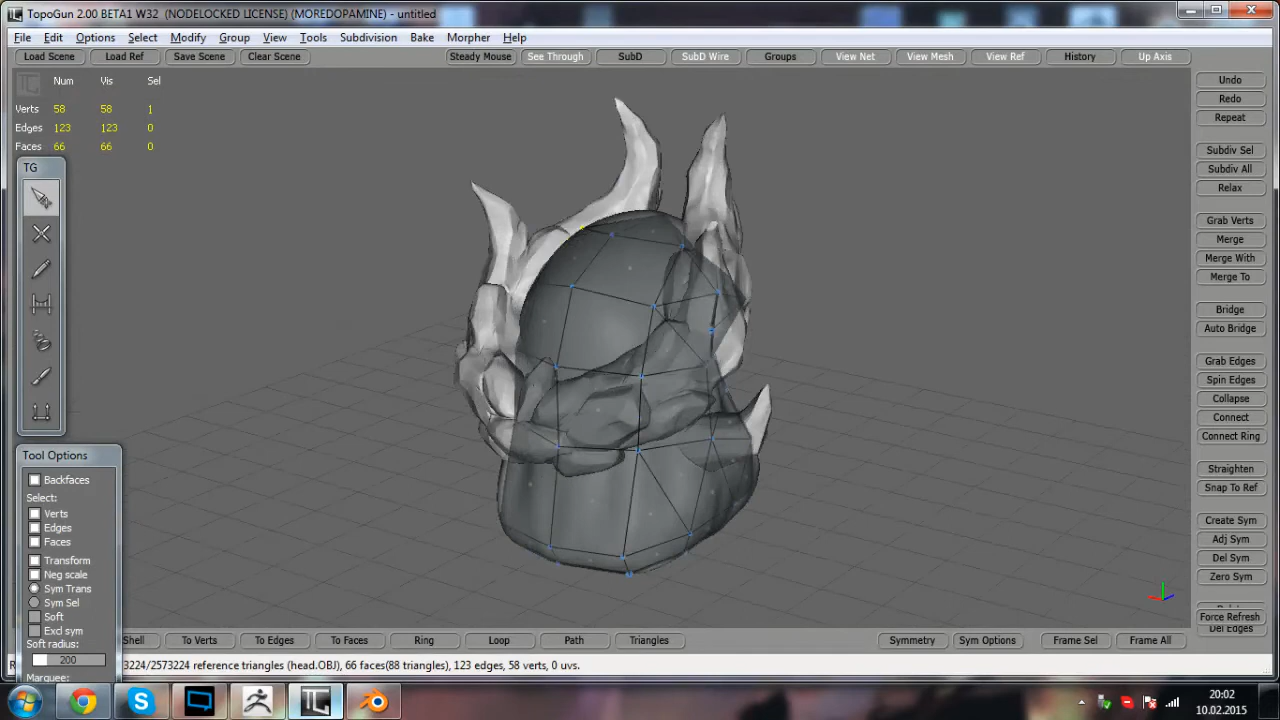 TopoGun 2.00 BETA1 W32 (NODELOCKED LICENSE) (MOREDOPAMINE) - untitled
File Edit Options Select Modify Group View Tools Subdivision Bake Morpher Help
Load Scene Load Ref Save Scene Clear Scene Steady Mouse See Through SubD SubD Wire Groups View Net View Mesh View Ref History Up Axis
Num Vis Sel
Verts 58 58 1
Edges 123 123 0
Faces 66 66 0
TG
Undo
Redo
Repeat
Subdiv Sel
Subdiv All
Relax
Grab Verts
Merge
Merge With
Merge To
Bridge
Auto Bridge
Grab Edges
Spin Edges
Collapse
Connect
Connect Ring
Straighten
Snap To Ref
Create Sym
Adj Sym
Del Sym
Zero Sym
Force Refresh
Del Edges
Tool Options
Backfaces
Select:
Verts
Edges
Faces
Transform
Neg scale
Sym Trans
Sym Sel
Soft
Excl sym
Soft radius:
200
Marquee:
Shell To Verts To Edges To Faces Ring Loop Path Triangles Symmetry Sym Options Frame Sel Frame All
3224/2573224 reference triangles (head.OBJ), 66 faces(88 triangles), 123 edges, 58 verts, 0 uvs.
20:02
10.02.2015